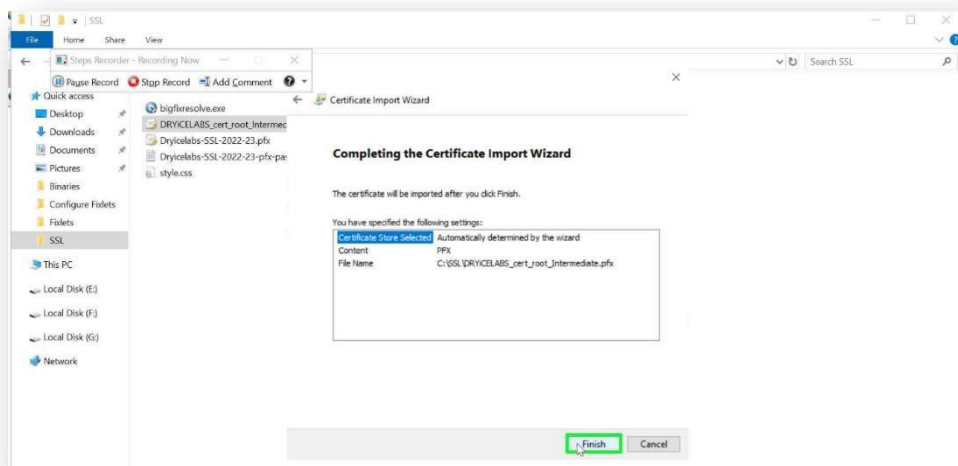 SSL
File Home Share View
Steps Recorder - Recording Now
Search SSL
Pause Record Stop Record Add Comment
Certificate Import Wizard
Quick access
Desktop
Downloads
Documents
Pictures
Binaries
Configure Fixlets
Fixlets
SSL
This PC
Local Disk (E:)
Local Disk (F:)
Local Disk (G:)
Network
bigfixresolve.exe
DRYiCELABS_cert_root_Intermec
Dryicelabs-SSL-2022-23.pfx
Dryicelabs-SSL-2022-23-pfx-pa
style.css
Completing the Certificate Import Wizard
The certificate will be imported after you click Finish.
You have specified the following settings:
Certificate Store Selected Automatically determined by the wizard
Content PFX
File Name C:\SSL\DRYiCELABS_cert_root_Intermediate.pfx
Finish Cancel